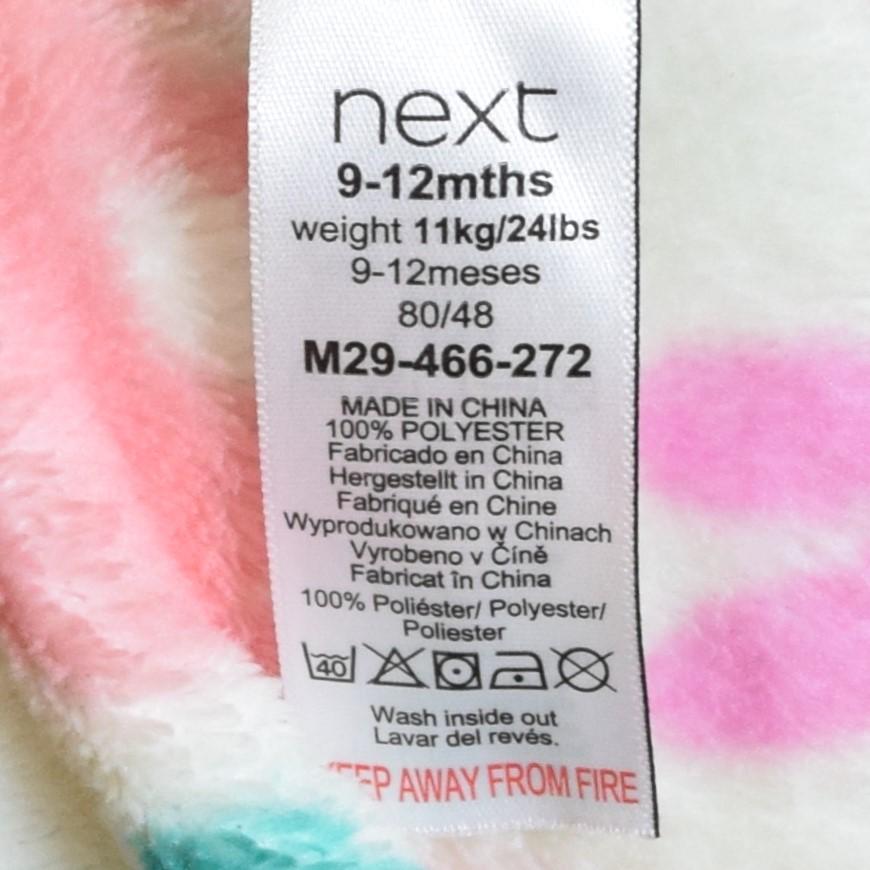 next
9-12mths
weight 11kg/24lbs
9-12meses
80/48
M29-466-272
MADE IN CHINA
100% POLYESTER
Fabricado en China
Hergestellt in China
Fabriqué en Chine
Wyprodukowano w Chinach
Vyrobeno v Číně
Fabricat în China
100% Poliéster/ Polyester/
Poliester
40
Wash inside out
Lavar del revés.
KEEP AWAY FROM FIRE